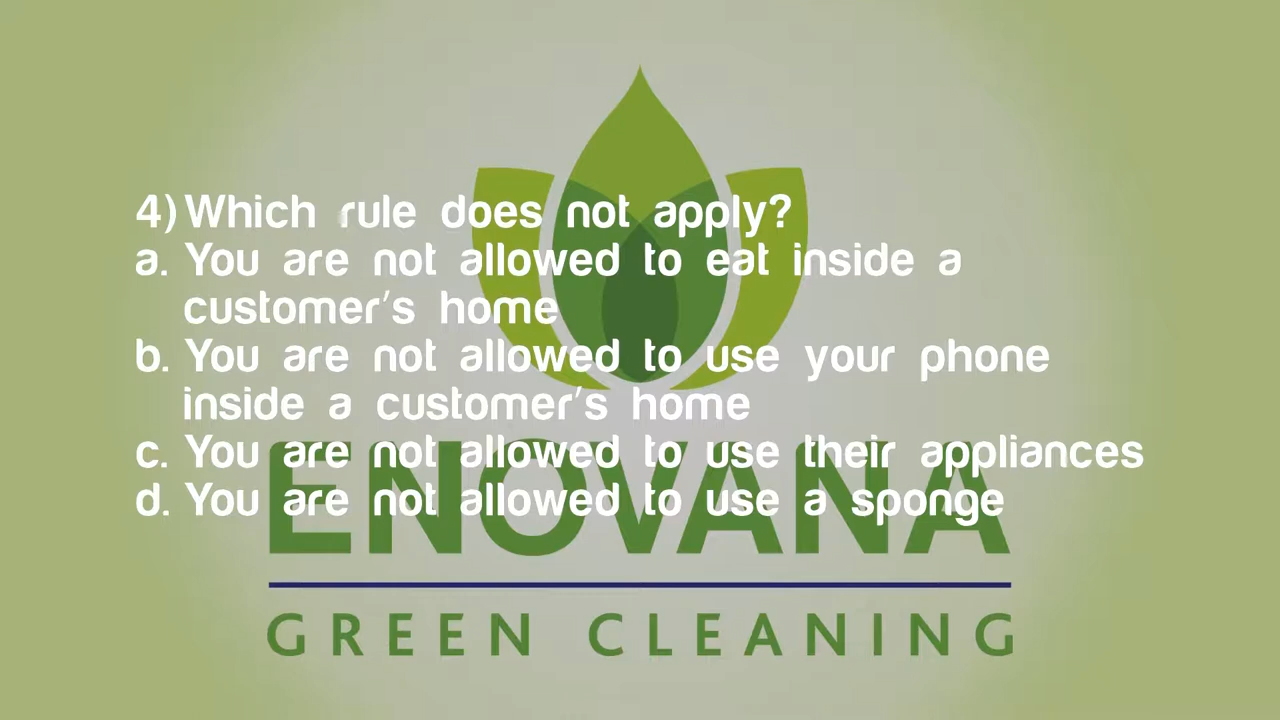 4) Which rule does not apply?
a. You are not allowed to eat inside a
customer's home
b. You are not allowed to use your phone
inside a customer's home
c. You are not allowed to use their appliances
d. You are not allowed to use a sponge
ENOVANA
GREEN CLEANING